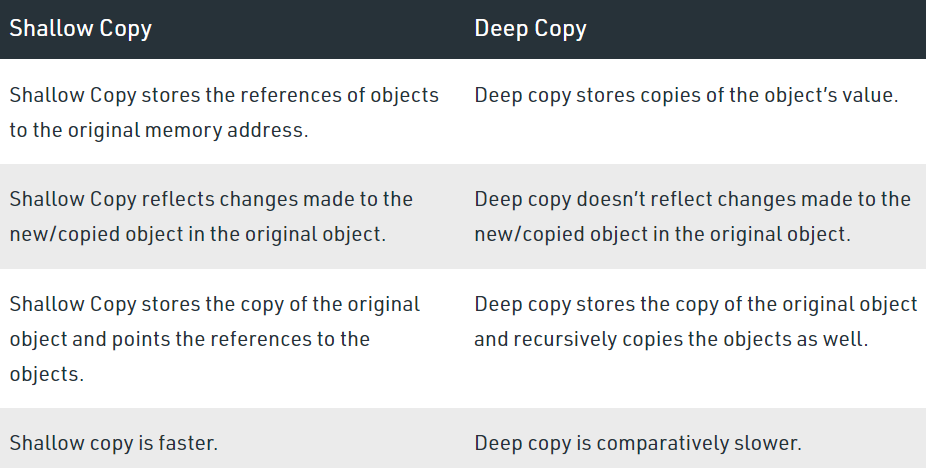 Shallow Copy
Deep Copy
Shallow Copy stores the references of objects
to the original memory address.
Deep copy stores copies of the object’s value.
Shallow Copy reflects changes made to the
new/copied object in the original object.
Deep copy doesn’t reflect changes made to the
new/copied object in the original object.
Shallow Copy stores the copy of the original
object and points the references to the
objects.
Deep copy stores the copy of the original object
and recursively copies the objects as well.
Shallow copy is faster.
Deep copy is comparatively slower.